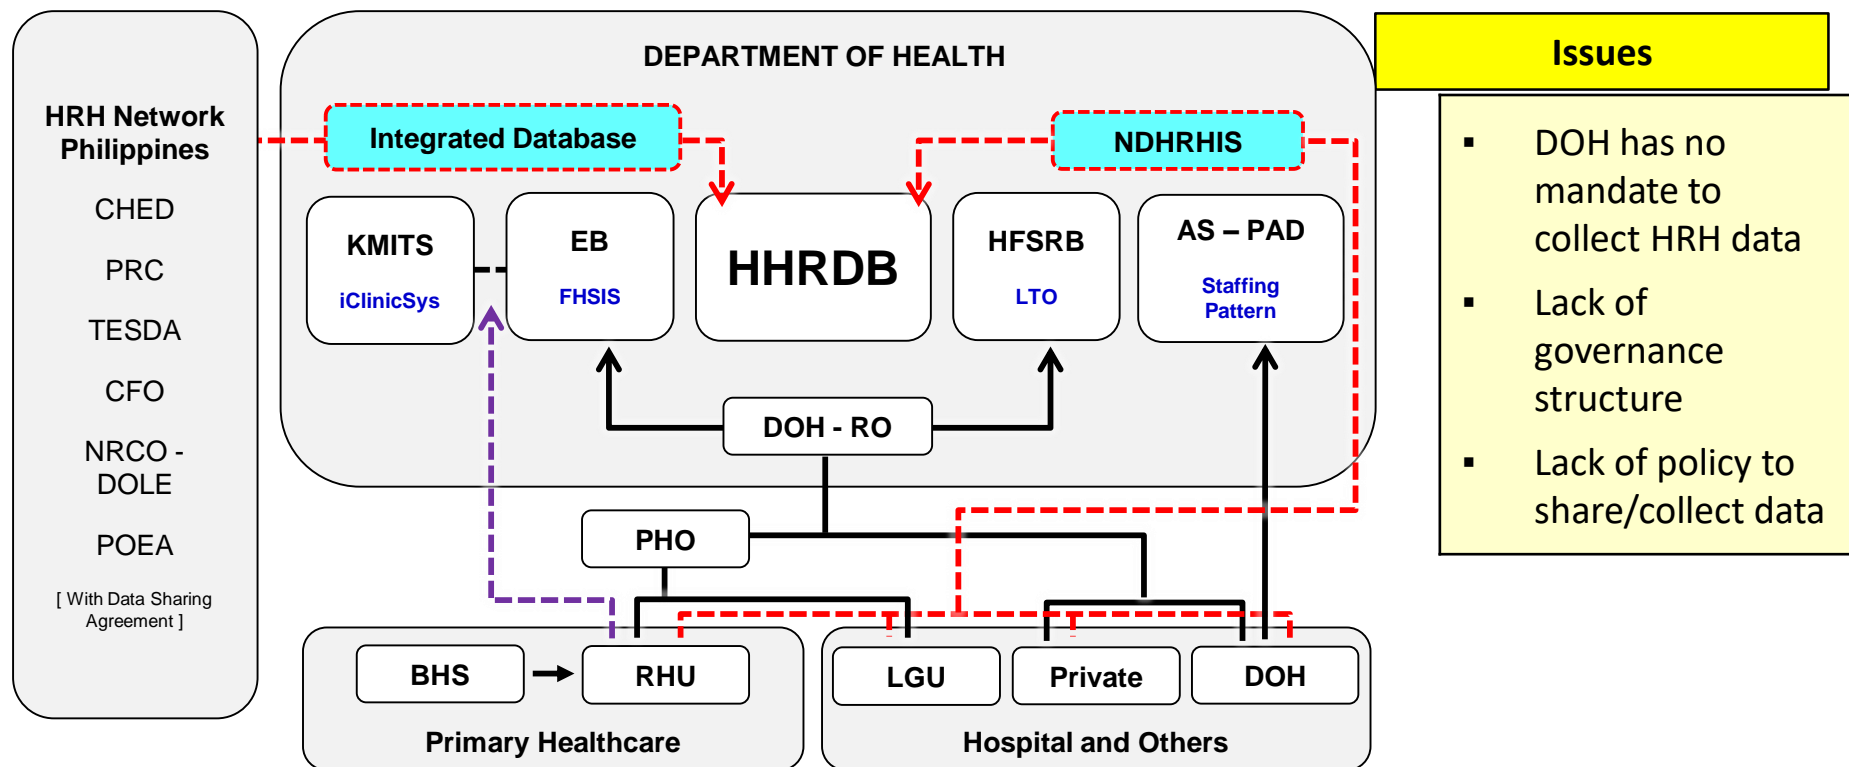 HRH Network
Philippines
CHED
PRC
TESDA
CFO
NRCO -
DOLE
POEA
[ With Data Sharing
Agreement ]
DEPARTMENT OF HEALTH
Integrated Database
NDHRHIS
KMITS
iClinicSys
EB
FHSIS
HHRDB
HFSRB
LTO
AS – PAD
Staffing
Pattern
DOH - RO
PHO
BHS
RHU
Primary Healthcare
LGU
Private
DOH
Hospital and Others
Issues
▪ DOH has no
mandate to
collect HRH data
▪ Lack of
governance
structure
▪ Lack of policy to
share/collect data